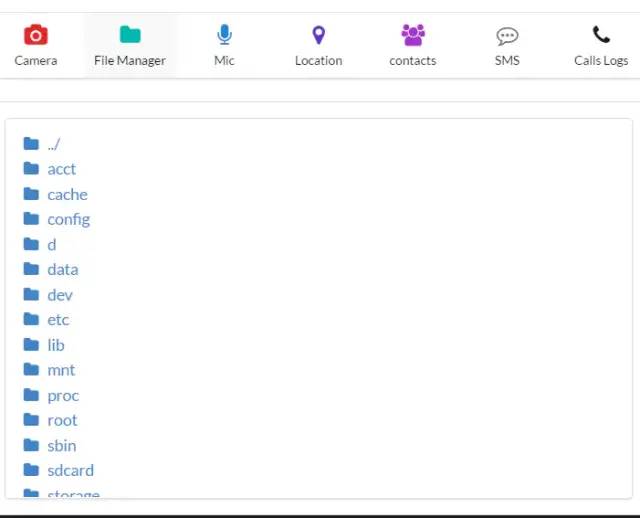 Camera File Manager Mic Location contacts SMS Calls Logs
../
acct
cache
config
d
data
dev
etc
lib
mnt
proc
root
sbin
sdcard
storage